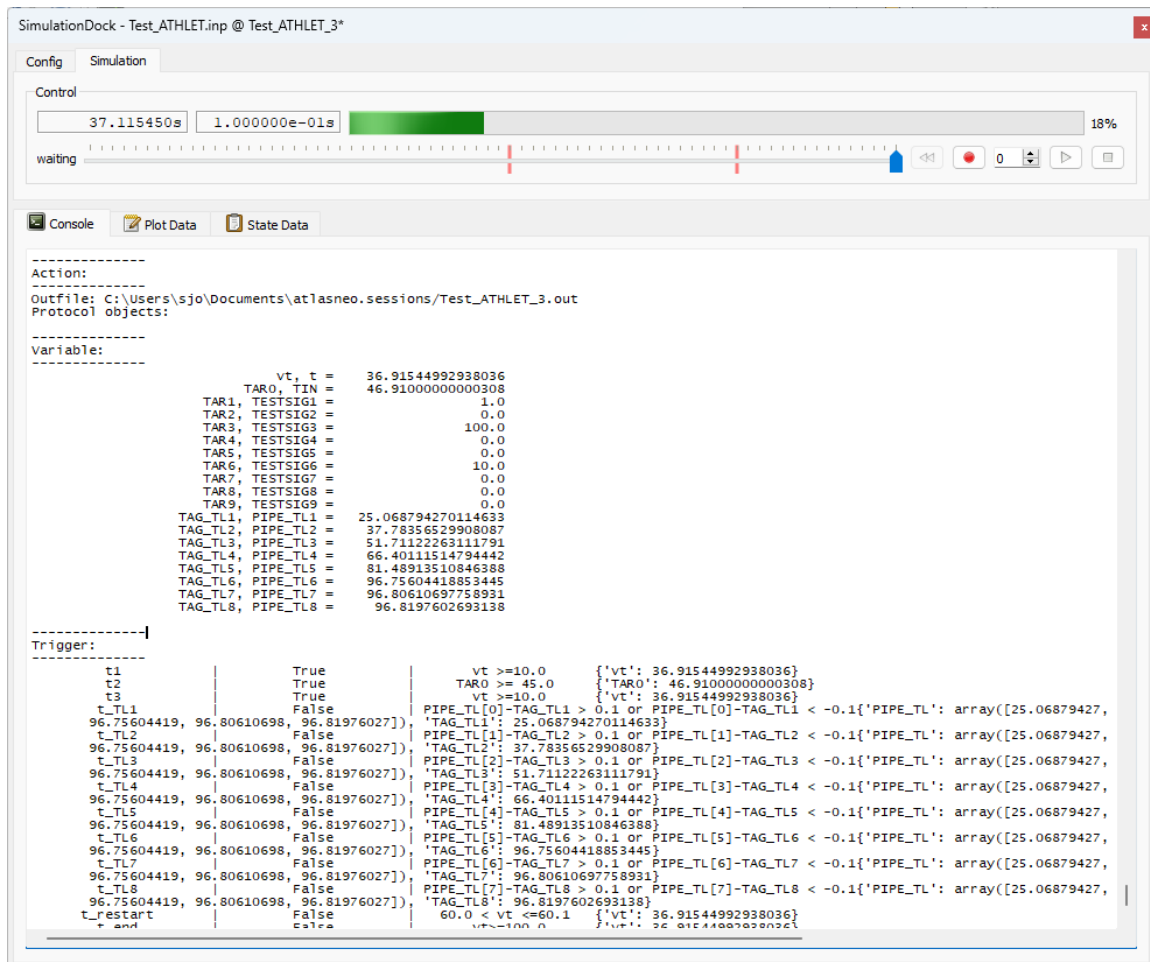 SimulationDock - Test_ATHLET.inp @ Test_ATHLET_3*
x
Config Simulation
Control
37.115450s 1.000000e-01s 18%
waiting 0
Console Plot Data State Data
--------------
Action:
--------------
Outfile: C:\Users\sjo\Documents\atlasneo.sessions/Test_ATHLET_3.out
Protocol objects:
--------------
Variable:
--------------
vt, t = 36.91544992938036
TAR0, TIN = 46.91000000000308
TAR1, TESTSIG1 = 1.0
TAR2, TESTSIG2 = 0.0
TAR3, TESTSIG3 = 100.0
TAR4, TESTSIG4 = 0.0
TAR5, TESTSIG5 = 0.0
TAR6, TESTSIG6 = 10.0
TAR7, TESTSIG7 = 0.0
TAR8, TESTSIG8 = 0.0
TAR9, TESTSIG9 = 0.0
TAG_TL1, PIPE_TL1 = 25.068794270114633
TAG_TL2, PIPE_TL2 = 37.78356529908087
TAG_TL3, PIPE_TL3 = 51.71122263111791
TAG_TL4, PIPE_TL4 = 66.40111514794442
TAG_TL5, PIPE_TL5 = 81.48913510846388
TAG_TL6, PIPE_TL6 = 96.75604418853445
TAG_TL7, PIPE_TL7 = 96.80610697758931
TAG_TL8, PIPE_TL8 = 96.8197602693138
--------------
Trigger:
--------------
t1 | True | vt >=10.0 {'vt': 36.91544992938036}
t2 | True | TAR0 >= 45.0 {'TAR0': 46.91000000000308}
t3 | True | vt >=10.0 {'vt': 36.91544992938036}
t_TL1 | False | PIPE_TL[0]-TAG_TL1 > 0.1 or PIPE_TL[0]-TAG_TL1 < -0.1{'PIPE_TL': array([25.06879427,
96.75604419, 96.80610698, 96.81976027]), 'TAG_TL1': 25.068794270114633}
t_TL2 | False | PIPE_TL[1]-TAG_TL2 > 0.1 or PIPE_TL[1]-TAG_TL2 < -0.1{'PIPE_TL': array([25.06879427,
96.75604419, 96.80610698, 96.81976027]), 'TAG_TL2': 37.78356529908087}
t_TL3 | False | PIPE_TL[2]-TAG_TL3 > 0.1 or PIPE_TL[2]-TAG_TL3 < -0.1{'PIPE_TL': array([25.06879427,
96.75604419, 96.80610698, 96.81976027]), 'TAG_TL3': 51.71122263111791}
t_TL4 | False | PIPE_TL[3]-TAG_TL4 > 0.1 or PIPE_TL[3]-TAG_TL4 < -0.1{'PIPE_TL': array([25.06879427,
96.75604419, 96.80610698, 96.81976027]), 'TAG_TL4': 66.40111514794442}
t_TL5 | False | PIPE_TL[4]-TAG_TL5 > 0.1 or PIPE_TL[4]-TAG_TL5 < -0.1{'PIPE_TL': array([25.06879427,
96.75604419, 96.80610698, 96.81976027]), 'TAG_TL5': 81.48913510846388}
t_TL6 | False | PIPE_TL[5]-TAG_TL6 > 0.1 or PIPE_TL[5]-TAG_TL6 < -0.1{'PIPE_TL': array([25.06879427,
96.75604419, 96.80610698, 96.81976027]), 'TAG_TL6': 96.75604418853445}
t_TL7 | False | PIPE_TL[6]-TAG_TL7 > 0.1 or PIPE_TL[6]-TAG_TL7 < -0.1{'PIPE_TL': array([25.06879427,
96.75604419, 96.80610698, 96.81976027]), 'TAG_TL7': 96.80610697758931}
t_TL8 | False | PIPE_TL[7]-TAG_TL8 > 0.1 or PIPE_TL[7]-TAG_TL8 < -0.1{'PIPE_TL': array([25.06879427,
96.75604419, 96.80610698, 96.81976027]), 'TAG_TL8': 96.8197602693138}
t_restart | False | 60.0 < vt <=60.1 {'vt': 36.91544992938036}
t_end | False | vt>=100.0 {'vt': 36.91544992938036}